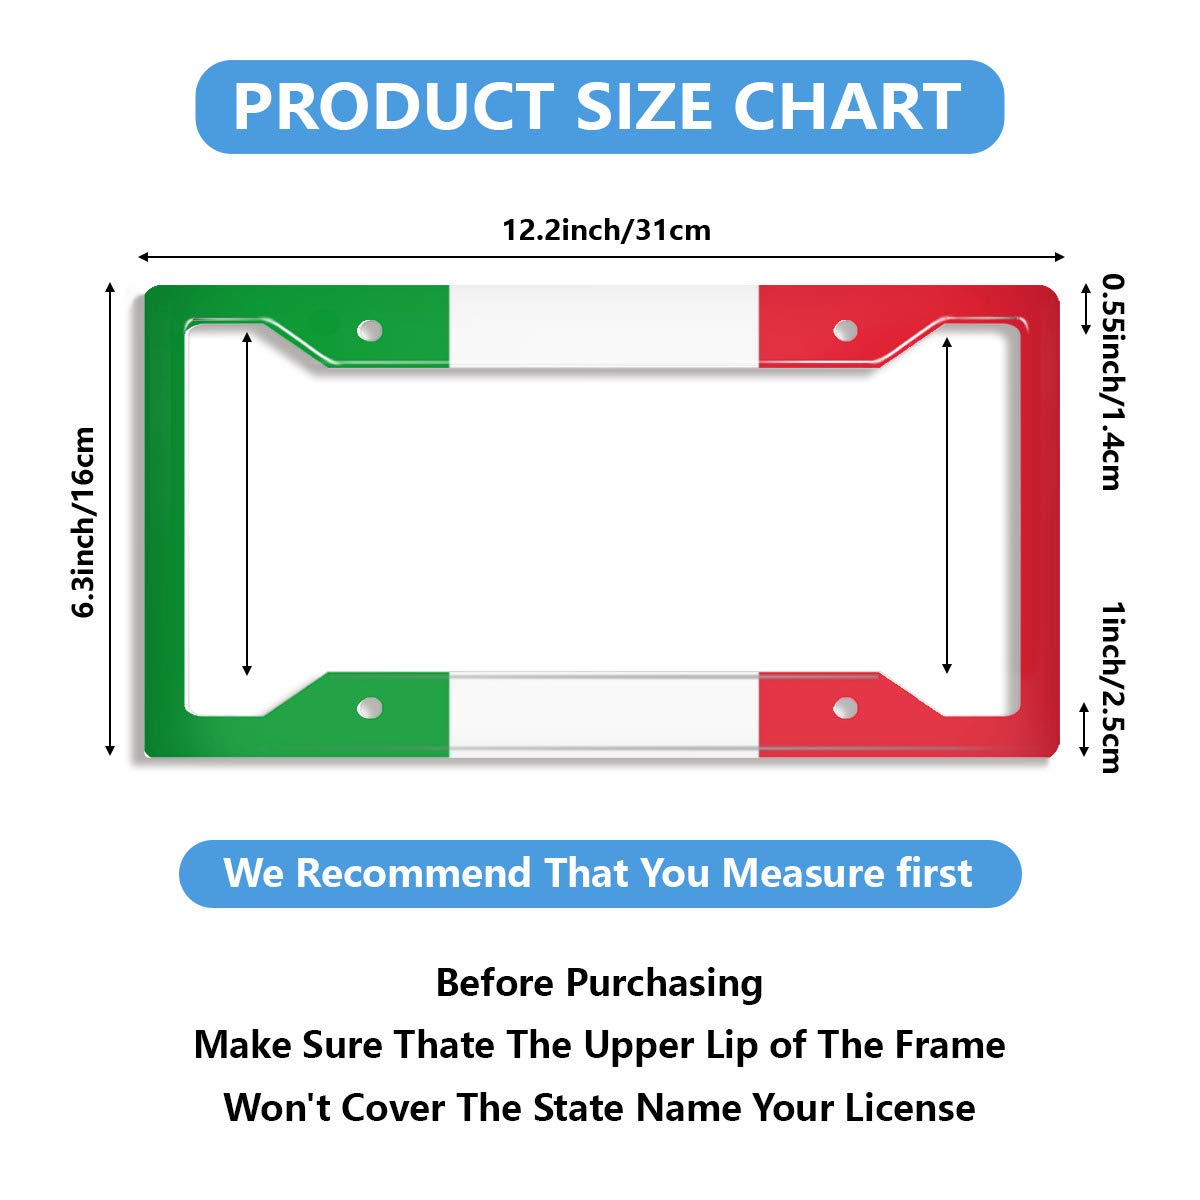 PRODUCT SIZE CHART
12.2inch/31cm
6.3inch/16cm
0.55inch/1.4cm
1inch/2.5cm
We Recommend That You Measure first
Before Purchasing
Make Sure Thate The Upper Lip of The Frame
Won't Cover The State Name Your License